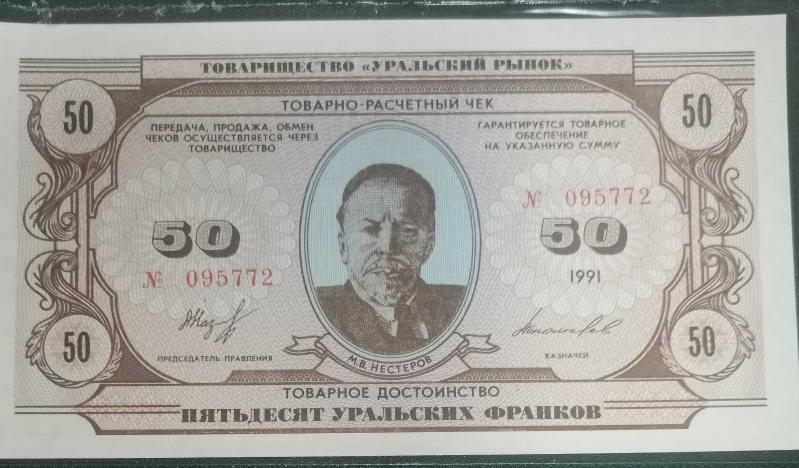 ТОВАРИЩЕСТВО «УРАЛЬСКИЙ РЫНОК»
ТОВАРНО-РАСЧЕТНЫЙ ЧЕК
50
50
ПЕРЕДАЧА, ПРОДАЖА, ОБМЕН
ЧЕКОВ ОСУЩЕСТВЛЯЕТСЯ ЧЕРЕЗ
ТОВАРИЩЕСТВО
ГАРАНТИРУЕТСЯ ТОВАРНОЕ
ОБЕСПЕЧЕНИЕ
НА УКАЗАННУЮ СУММУ
№ 095772
50
50
№ 095772
1991
50
50
ПРЕДСЕДАТЕЛЬ ПРАВЛЕНИЯ
М.В. НЕСТЕРОВ
КАЗНАЧЕЙ
ТОВАРНОЕ ДОСТОИНСТВО
ПЯТЬДЕСЯТ УРАЛЬСКИХ ФРАНКОВ